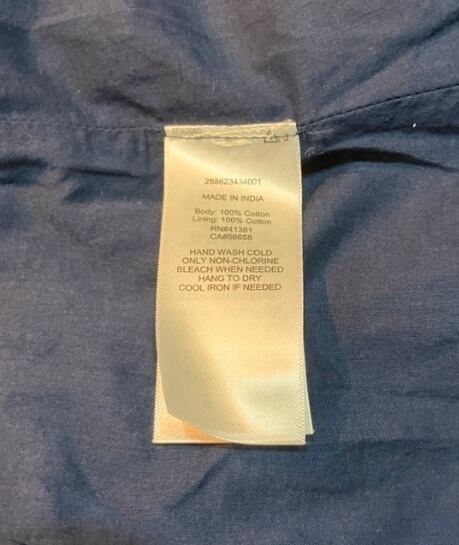 288623434001
MADE IN INDIA
Body: 100% Cotton
Lining: 100% Cotton
RN#41381
CA#56658
HAND WASH COLD
ONLY NON-CHLORINE
BLEACH WHEN NEEDED
HANG TO DRY
COOL IRON IF NEEDED